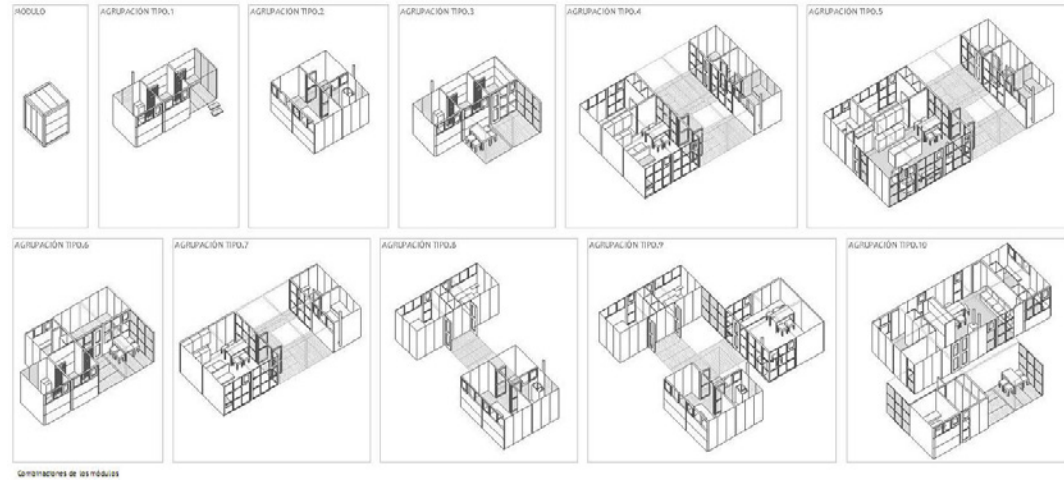 MÓDULO
AGRUPACIÓN TIPO.1
AGRUPACIÓN TIPO.2
AGRUPACIÓN TIPO.3
AGRUPACIÓN TIPO.4
AGRUPACIÓN TIPO.5
AGRUPACIÓN TIPO.6
AGRUPACIÓN TIPO.7
AGRUPACIÓN TIPO.8
AGRUPACIÓN TIPO.9
AGRUPACIÓN TIPO.10
Combinaciones de los módulos